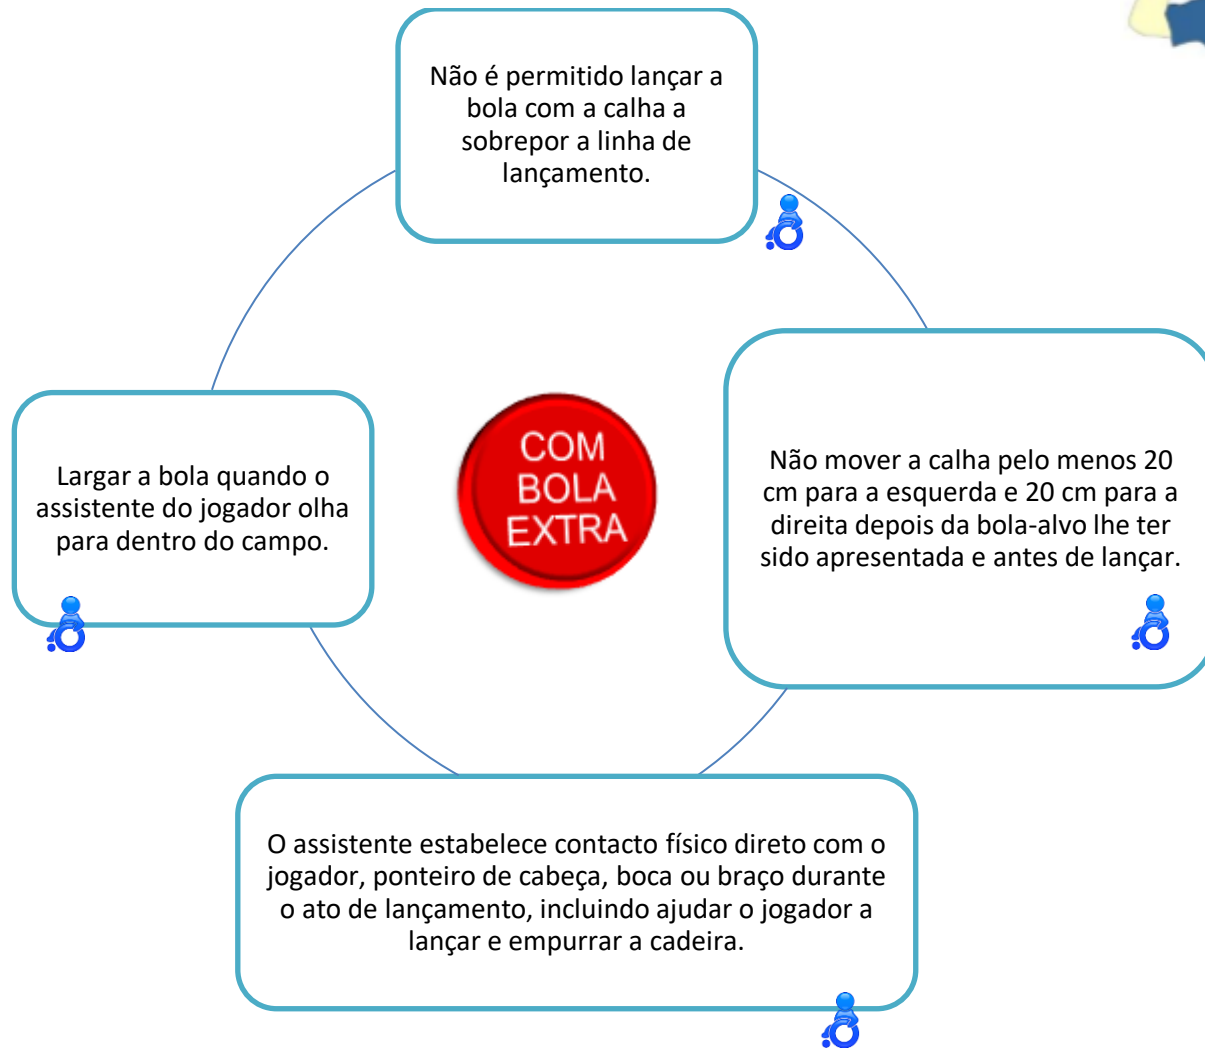 Não é permitido lançar a
bola com a calha a
sobrepor a linha de
lançamento.
Não mover a calha pelo menos 20
cm para a esquerda e 20 cm para a
direita depois da bola-alvo lhe ter
sido apresentada e antes de lançar.
O assistente estabelece contacto físico direto com o
jogador, ponteiro de cabeça, boca ou braço durante
o ato de lançamento, incluindo ajudar o jogador a
lançar e empurrar a cadeira.
Largar a bola quando o
assistente do jogador olha
para dentro do campo.
COM
BOLA
EXTRA